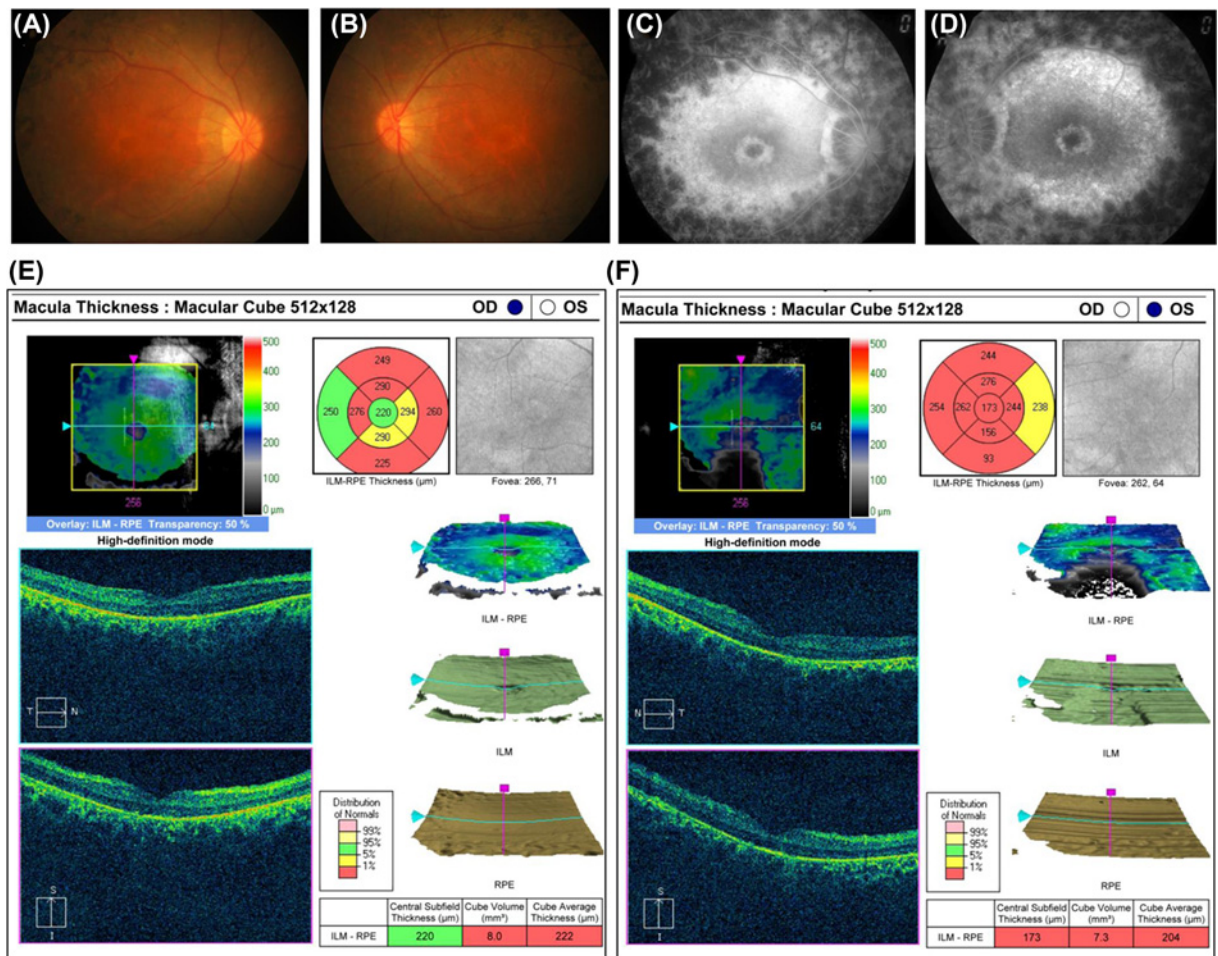 (A)
(B)
(C)
0
(D)
0
(E)
Macula Thickness : Macular Cube 512x128
OD
OS
500
400
300
200
100
0 µm
256
Overlay: ILM - RPE Transparency: 50 %
249
290
250
276
220
294
260
290
225
ILM-RPE Thickness (µm)
Fovea: 266, 71
High-definition mode
T
N
S
I
ILM - RPE
ILM
RPE
Distribution
of Normals
99%
95%
5%
1%
Central Subfield
Thickness (µm)
Cube Volume
(mm³)
Cube Average
Thickness (µm)
ILM - RPE
220
8.0
222
(F)
Macula Thickness : Macular Cube 512x128
OD
OS
500
400
300
200
100
0 µm
64
256
Overlay: ILM - RPE Transparency: 50 %
244
276
254
262
173
244
238
156
93
ILM-RPE Thickness (µm)
Fovea: 262, 64
High-definition mode
N
T
S
I
ILM - RPE
ILM
RPE
Distribution
of Normals
99%
95%
5%
1%
Central Subfield
Thickness (µm)
Cube Volume
(mm³)
Cube Average
Thickness (µm)
ILM - RPE
173
7.3
204